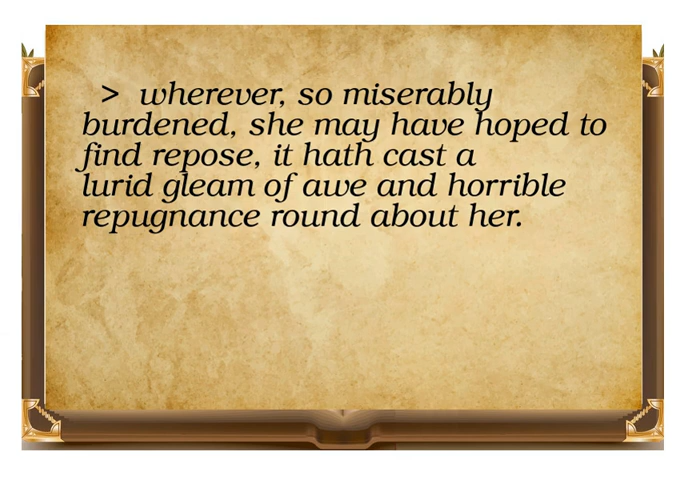 > wherever, so miserably
burdened, she may have hoped to
find repose, it hath cast a
lurid gleam of awe and horrible
repugnance round about her.